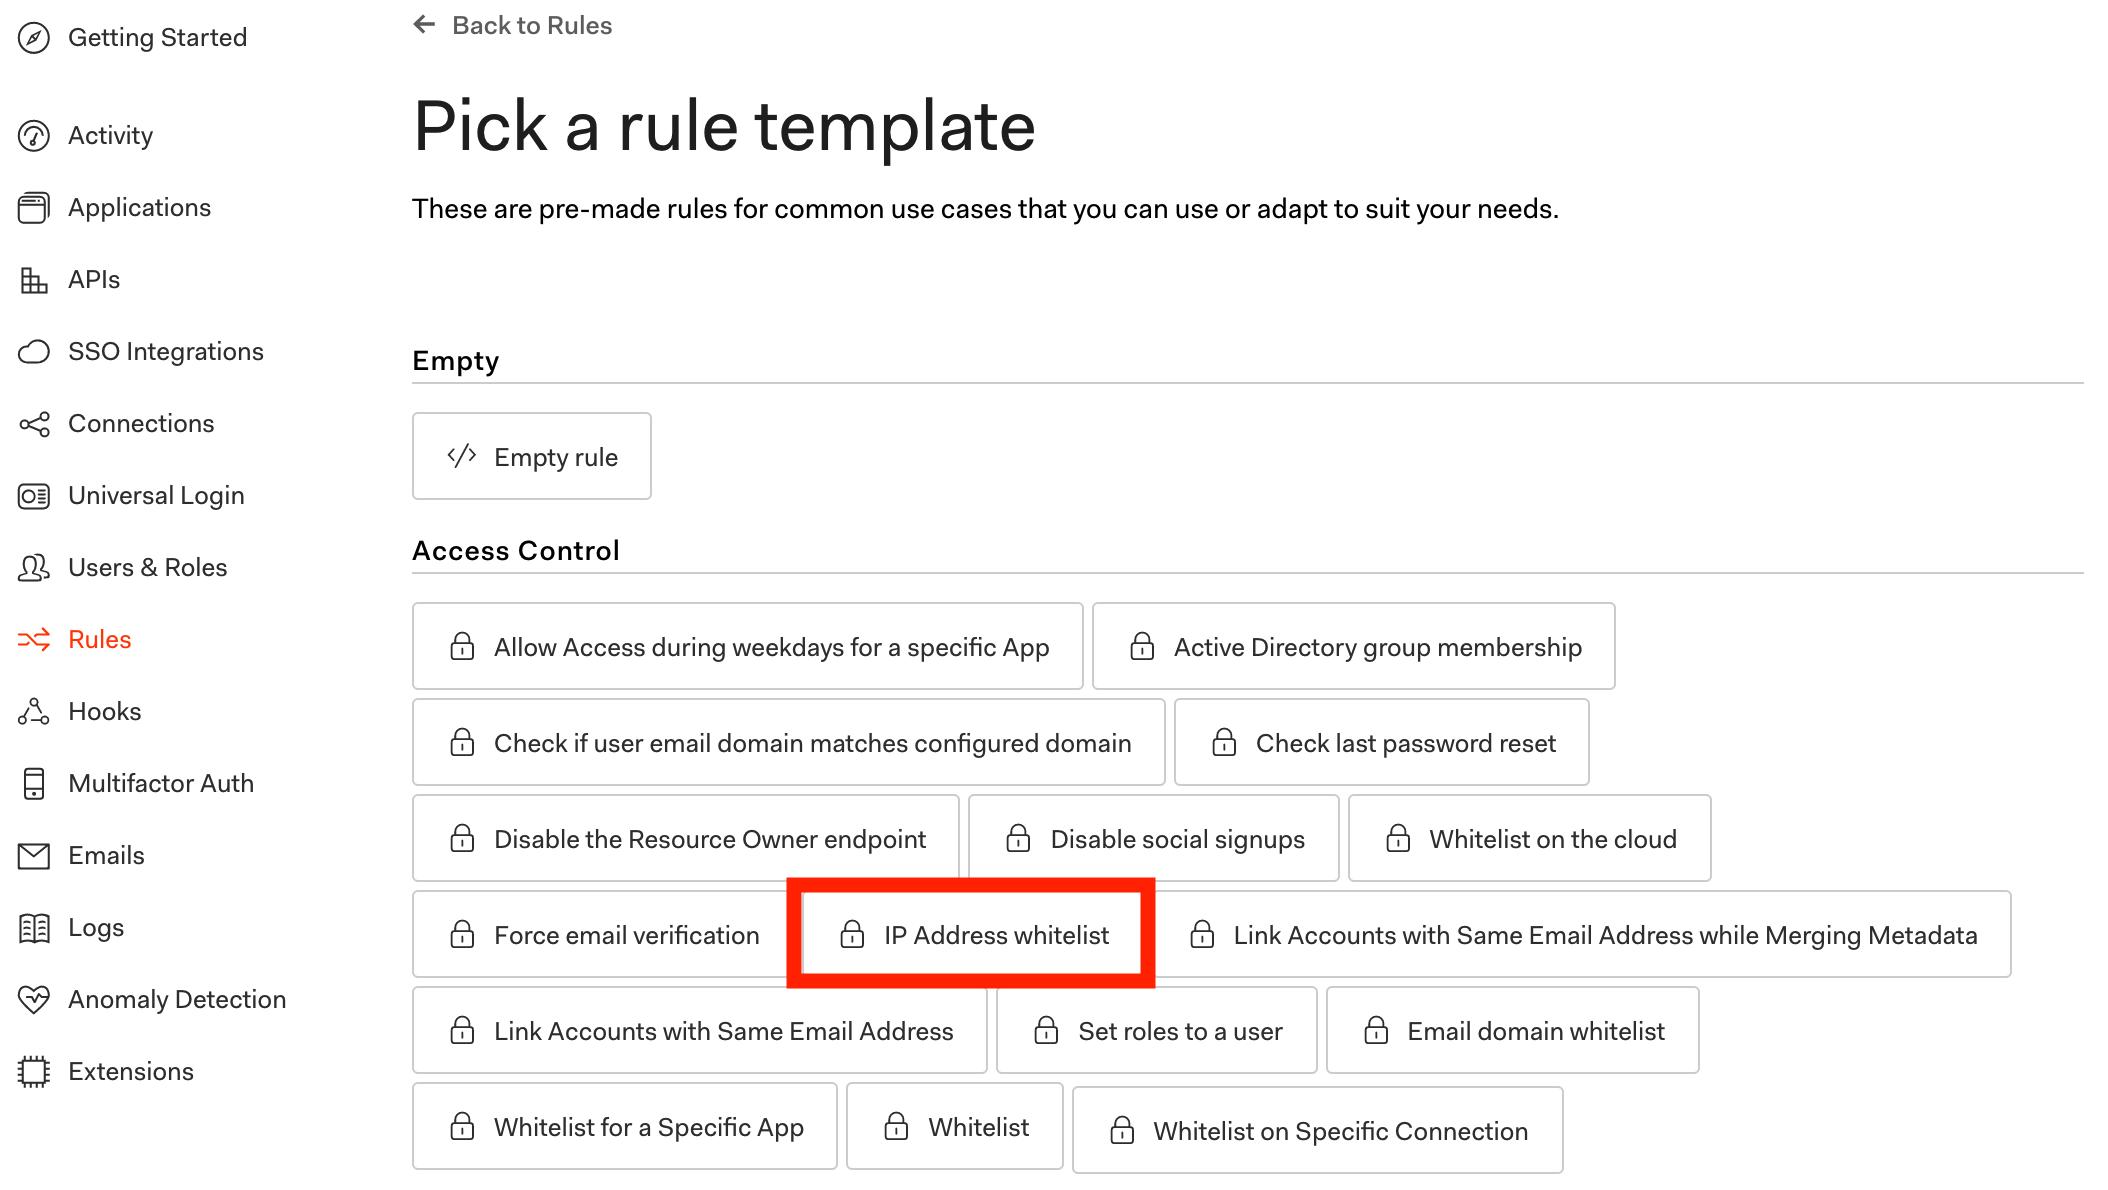 Getting Started
Activity
Applications
APIs
SSO Integrations
Connections
Universal Login
Users & Roles
Rules
Hooks
Multifactor Auth
Emails
Logs
Anomaly Detection
Extensions
Back to Rules
Pick a rule template
These are pre-made rules for common use cases that you can use or adapt to suit your needs.
Empty
</> Empty rule
Access Control
Allow Access during weekdays for a specific App
Active Directory group membership
Check if user email domain matches configured domain
Check last password reset
Disable the Resource Owner endpoint
Disable social signups
Whitelist on the cloud
Force email verification
IP Address whitelist
Link Accounts with Same Email Address while Merging Metadata
Link Accounts with Same Email Address
Set roles to a user
Email domain whitelist
Whitelist for a Specific App
Whitelist
Whitelist on Specific Connection